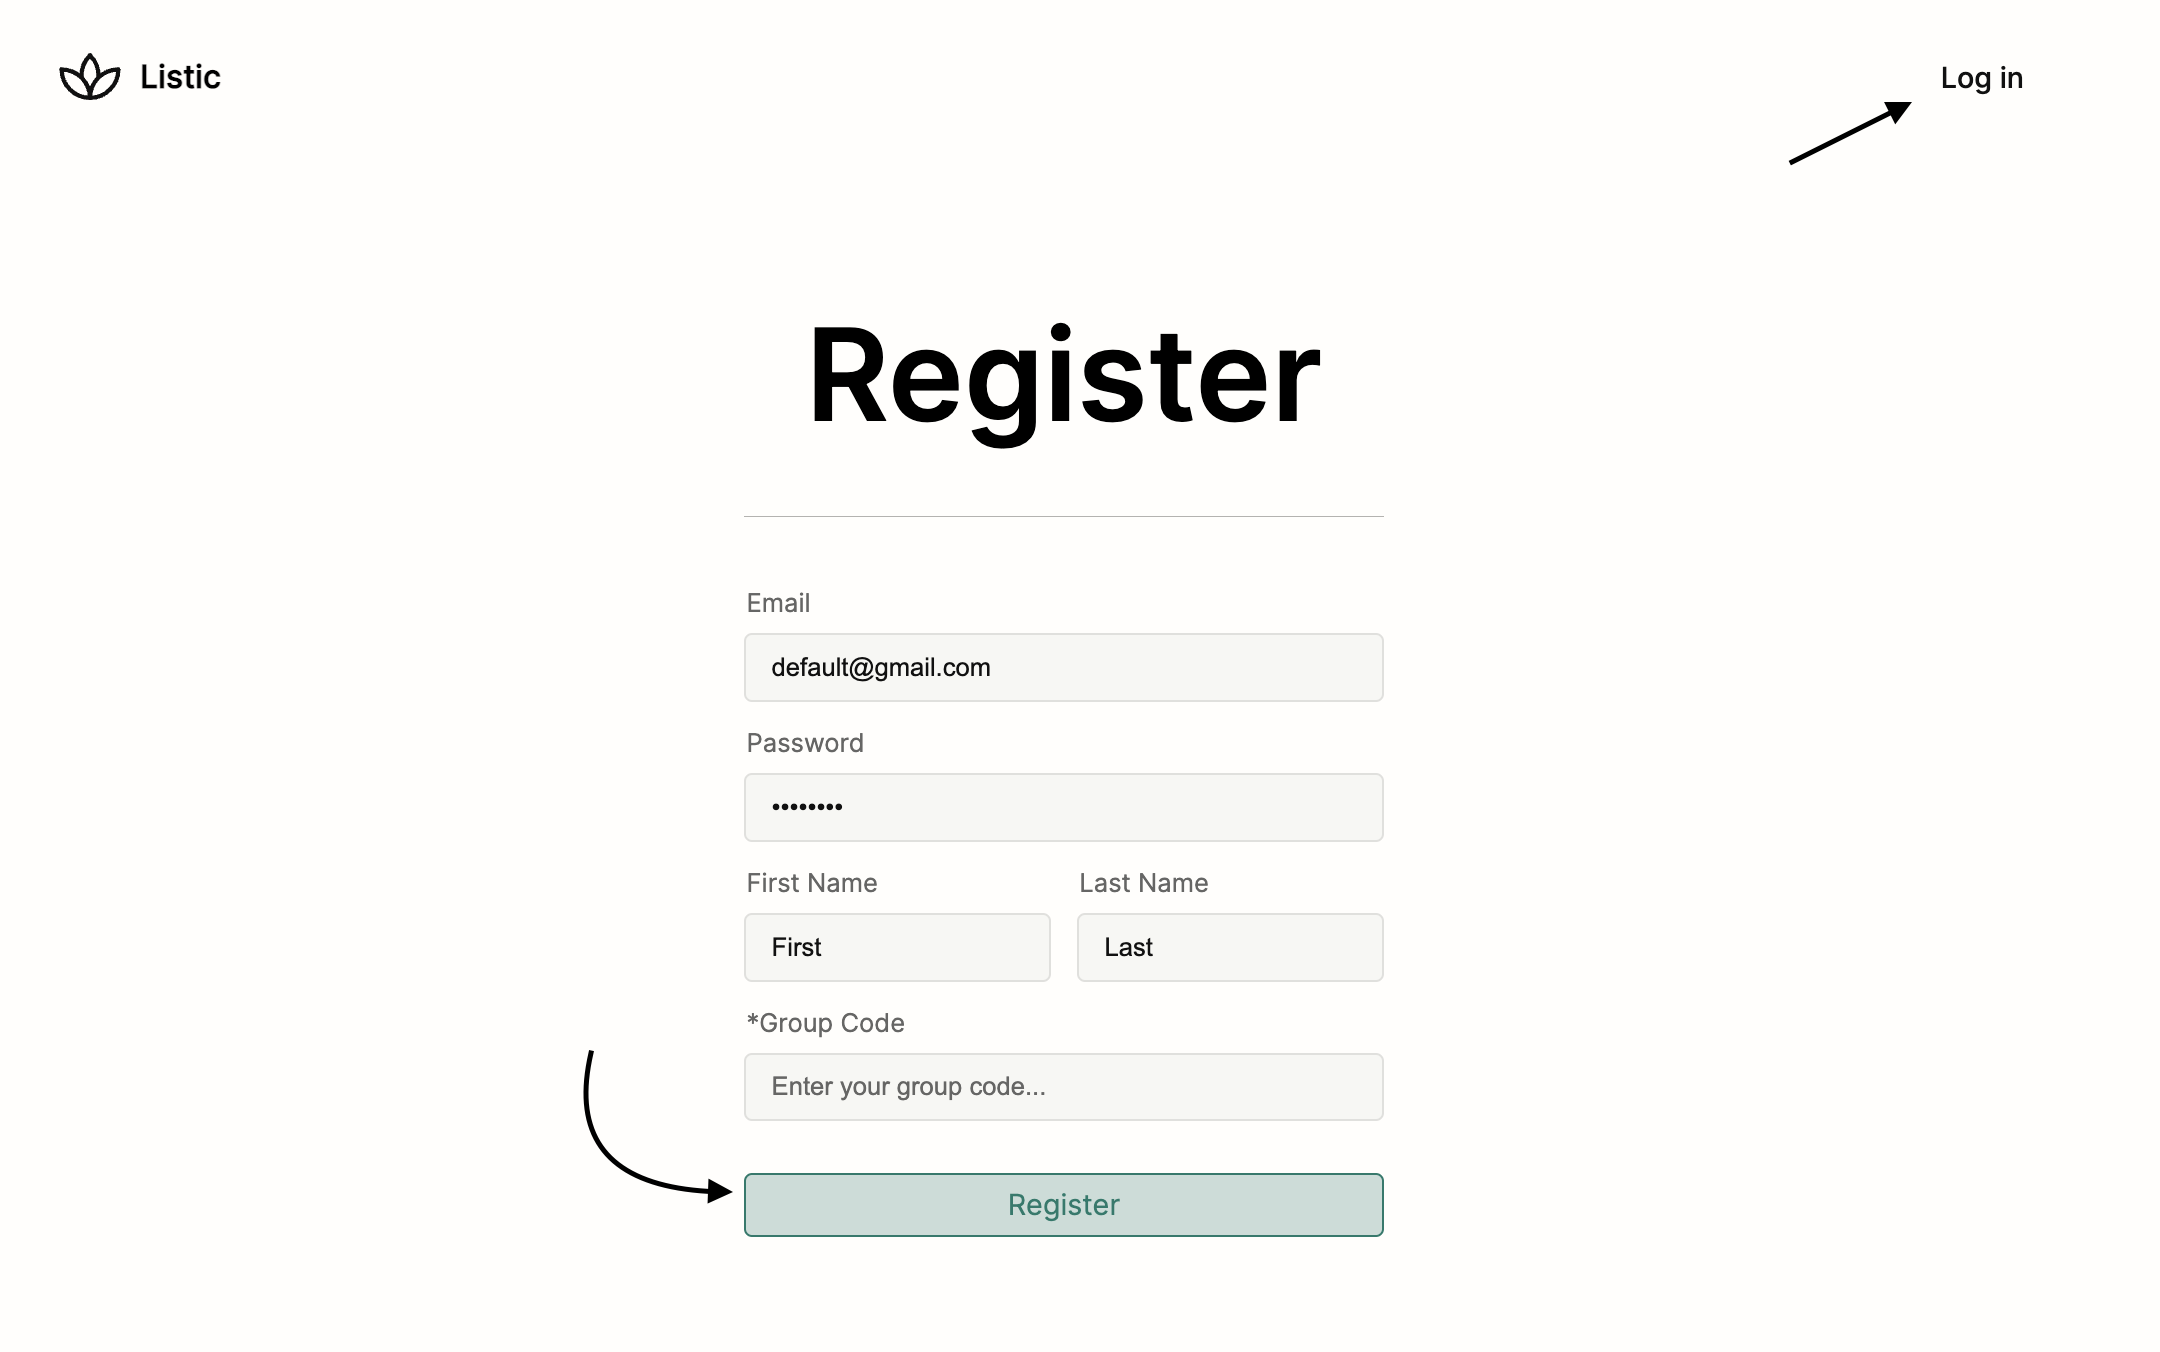 Listic
Log in
Register
Email
default@gmail.com
Password
••••••••
First Name
Last Name
First
Last
*Group Code
Enter your group code...
Register